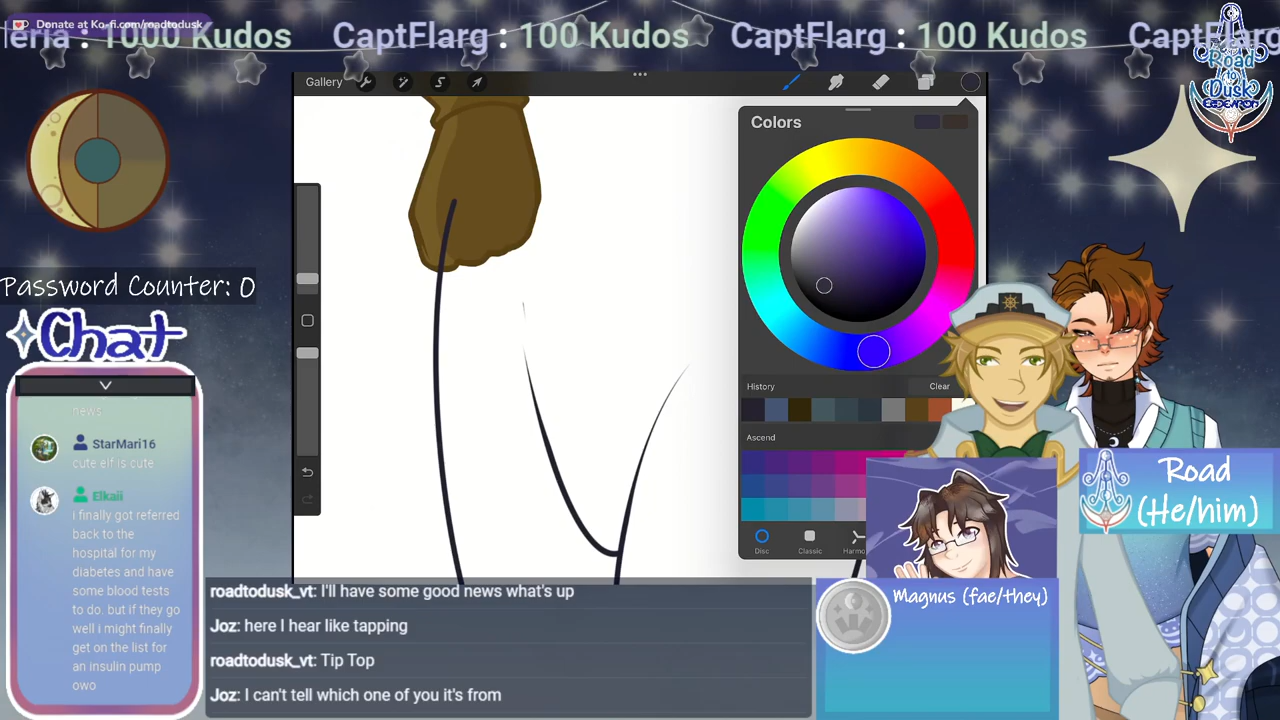 Donate at Ko-fi.com/roadtodusk
: 1000 Kudos
CaptFlarg : 100 Kudos
CaptFlarg : 100 Kudos
Road
to
Dusk
Gallery
Colors
Password Counter: 0
Chat
news
StarMari16
cute elf is cute
Elkaii
i finally got referred
back to the
hospital for my
diabetes and have
some blood tests
to do. but if they go
well i might finally
get on the list for
an insulin pump
owo
History
Clear
Ascend
Disc
Classic
Road
(He/him)
Magnus (fae/they)
roadtodusk_vt: I'll have some good news what's up
Joz: here I hear like tapping
roadtodusk_vt: Tip Top
Joz: I can't tell which one of you it's from